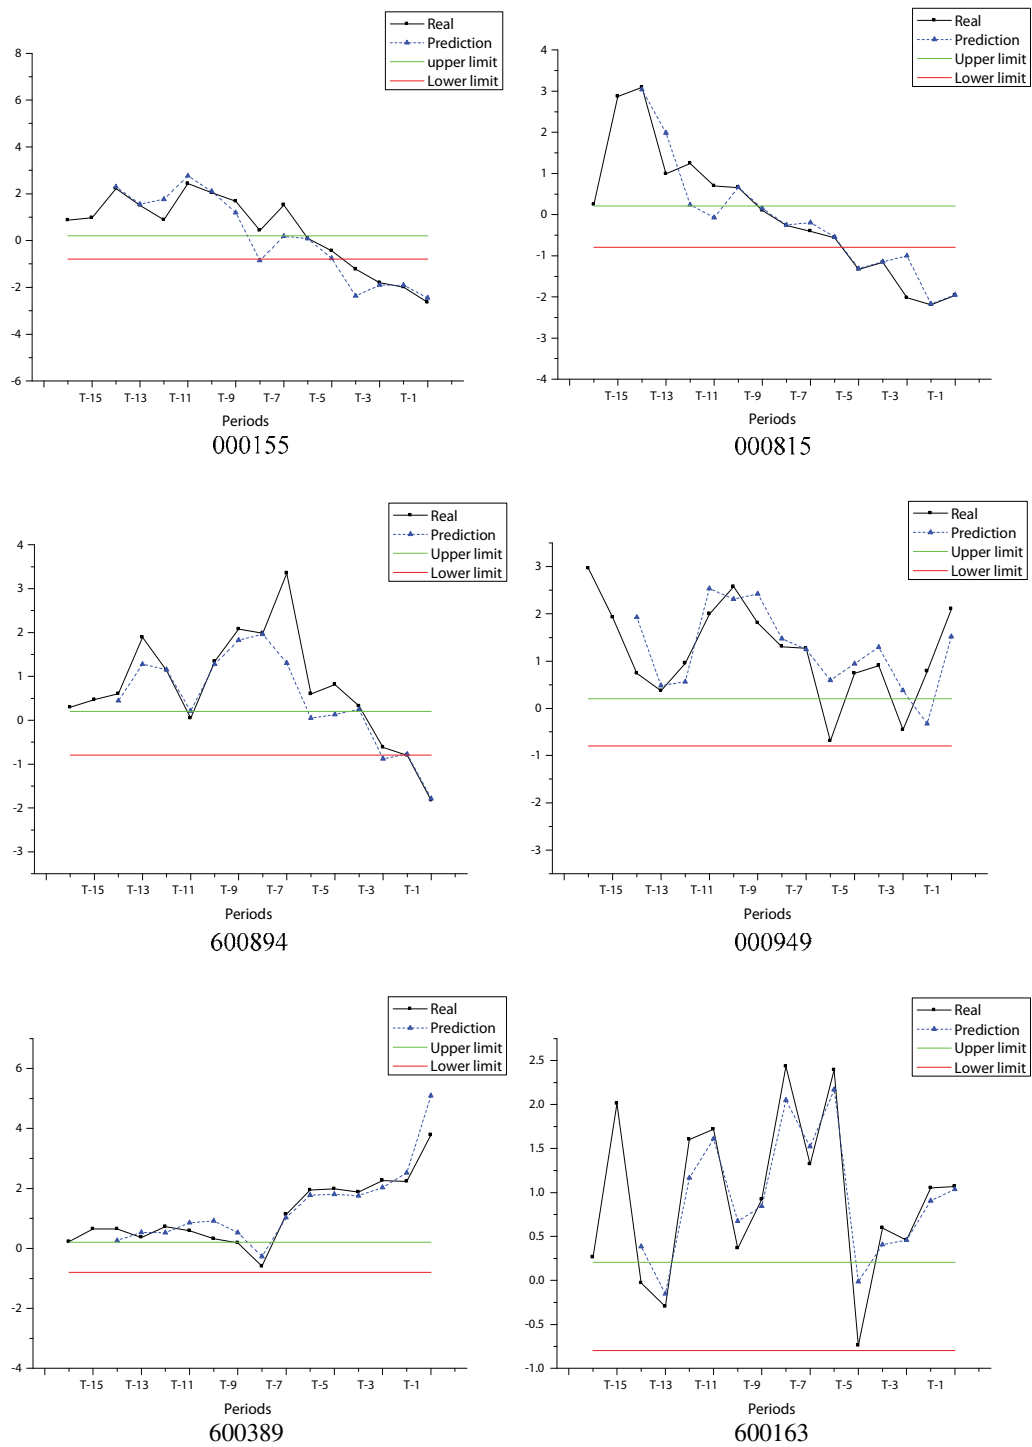 Real
Prediction
upper limit
Lower limit
8
6
4
2
0
-2
-4
-6
T-15 T-13 T-11 T-9 T-7 T-5 T-3 T-1
Periods
000155
Real
Prediction
Upper limit
Lower limit
4
3
2
1
0
-1
-2
-3
-4
T-15 T-13 T-11 T-9 T-7 T-5 T-3 T-1
Periods
000815
Real
Prediction
Upper limit
Lower limit
4
3
2
1
0
-1
-2
-3
T-15 T-13 T-11 T-9 T-7 T-5 T-3 T-1
Periods
600894
Real
Prediction
Upper limit
Lower limit
3
2
1
0
-1
-2
-3
T-15 T-13 T-11 T-9 T-7 T-5 T-3 T-1
Periods
000949
Real
Prediction
Upper limit
Lower limit
6
4
2
0
-2
-4
T-15 T-13 T-11 T-9 T-7 T-5 T-3 T-1
Periods
600389
Real
Prediction
Upper limit
Lower limit
2.5
2.0
1.5
1.0
0.5
0.0
-0.5
-1.0
T-15 T-13 T-11 T-9 T-7 T-5 T-3 T-1
Periods
600163